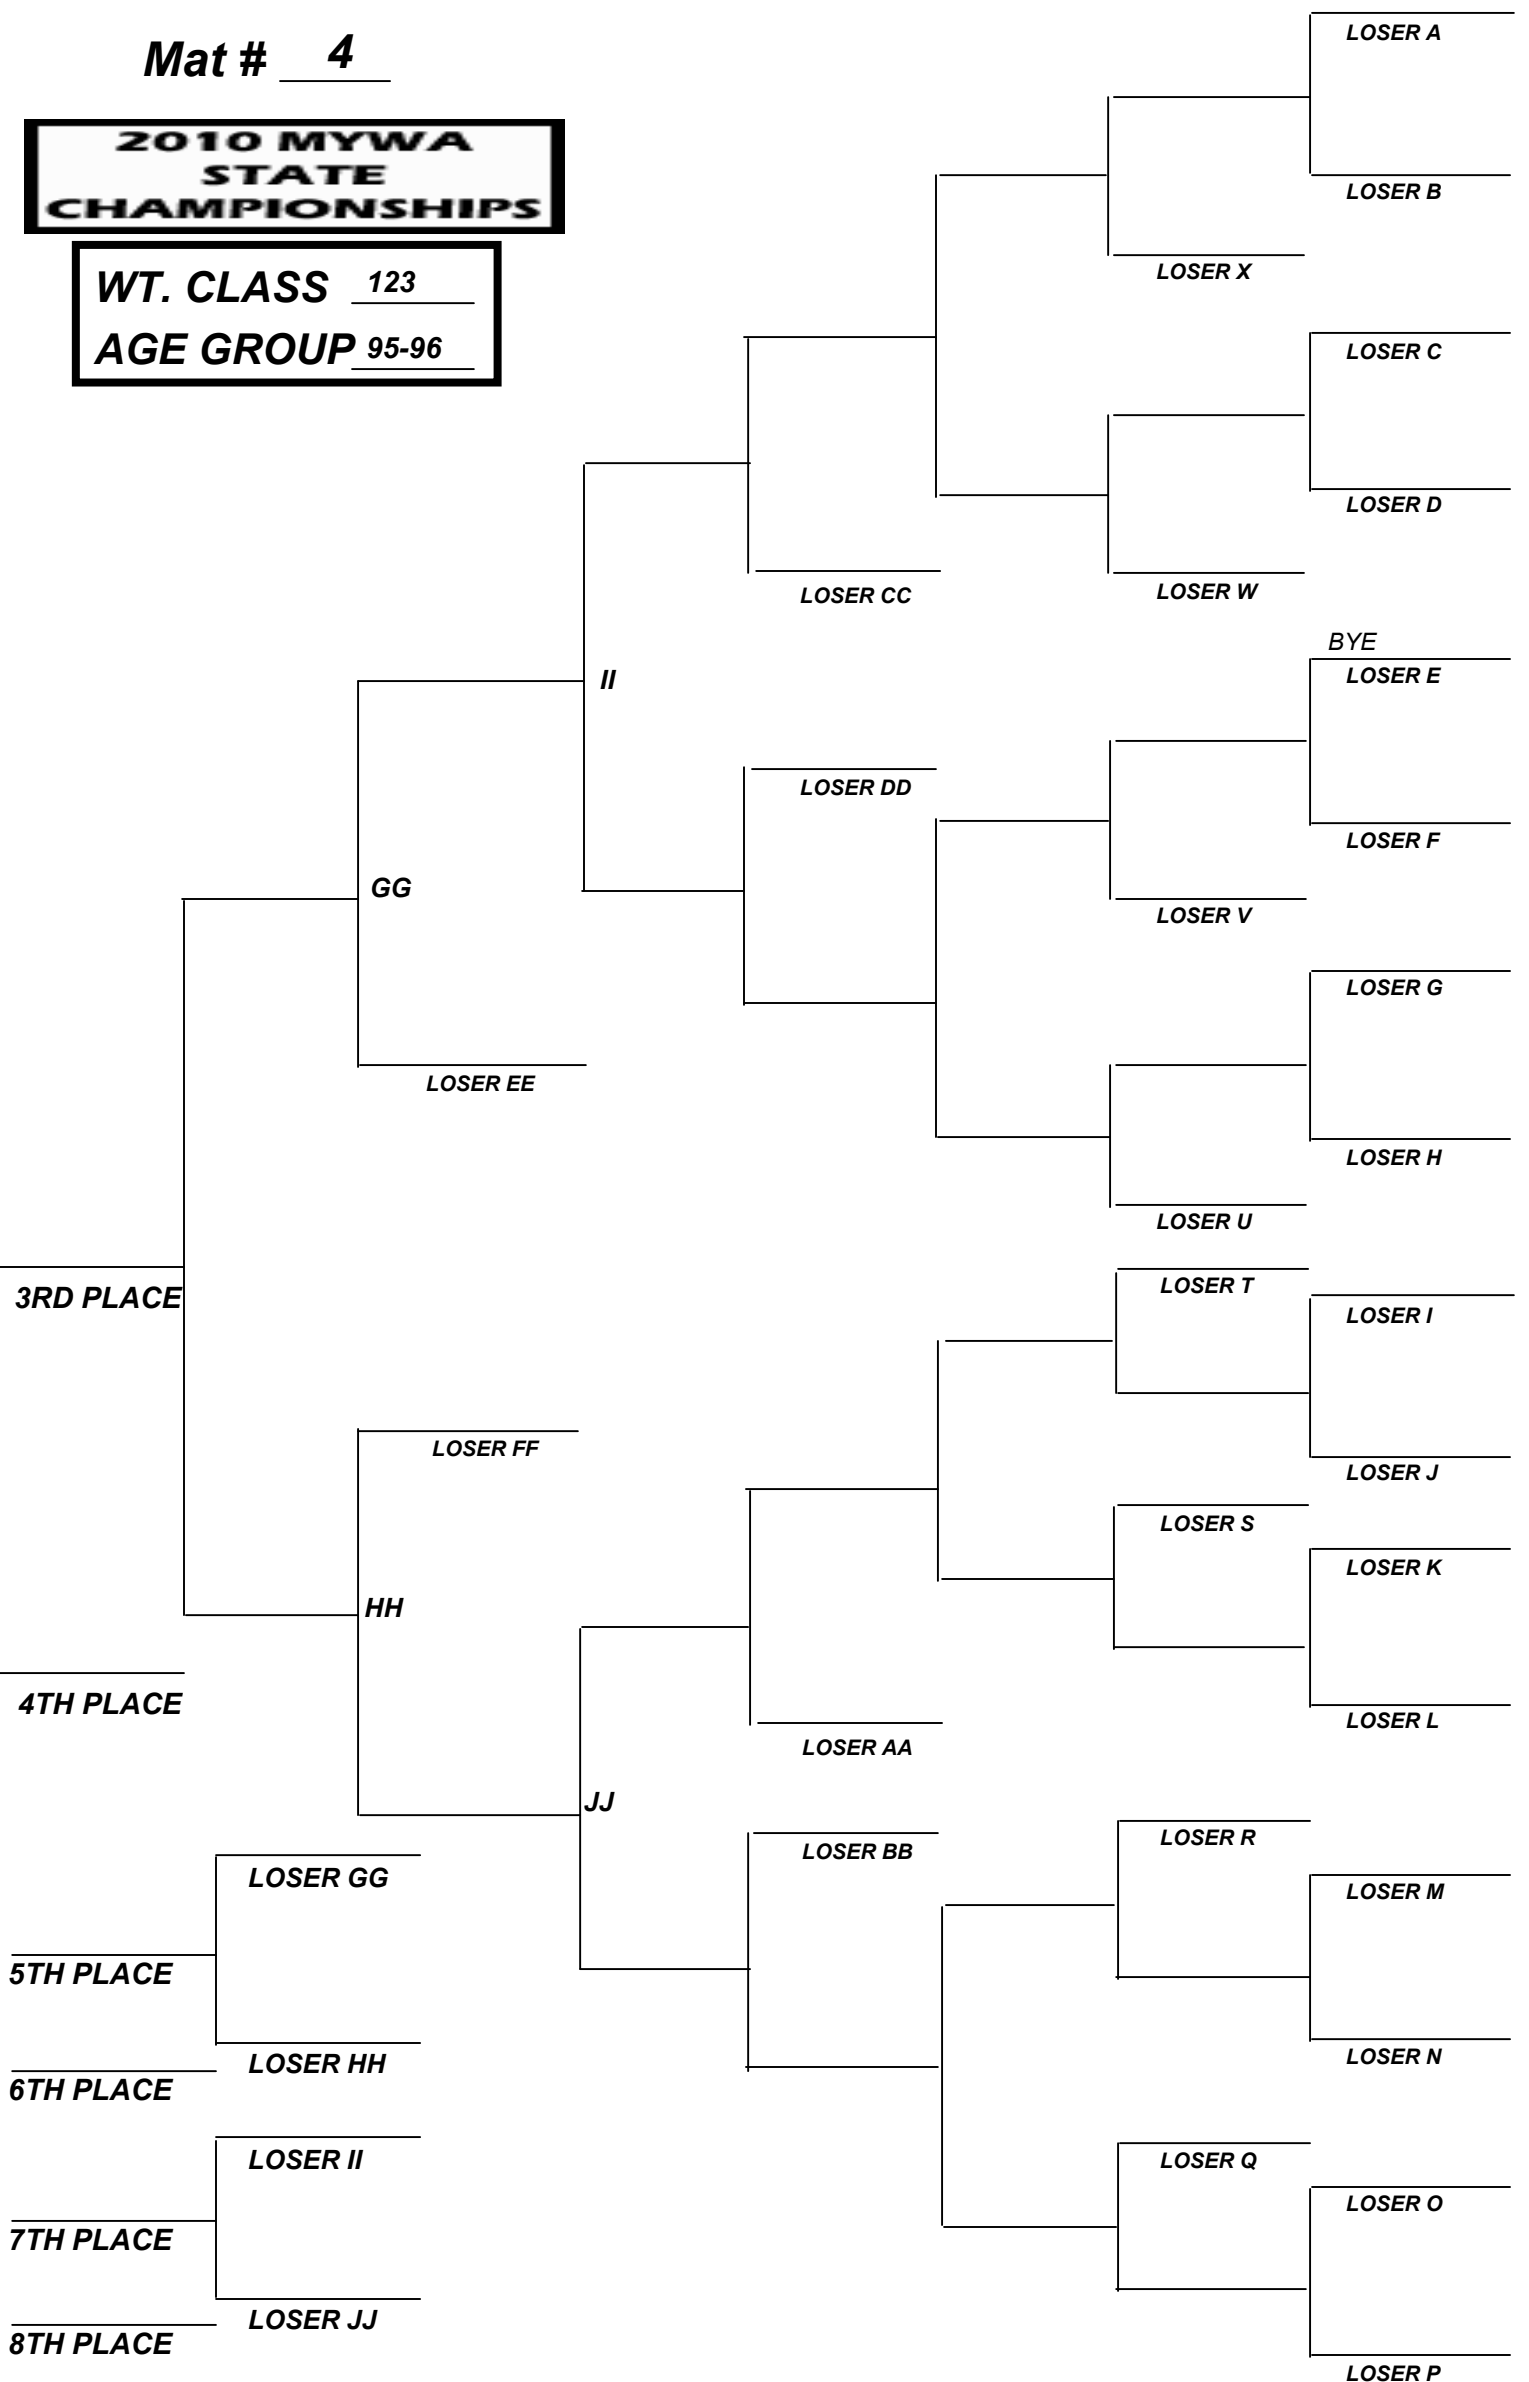 Mat # 4
2010 MYWA
STATE
CHAMPIONSHIPS
WT. CLASS 123
AGE GROUP 95-96
LOSER A
LOSER B
LOSER X
LOSER C
LOSER D
LOSER CC
LOSER W
BYE
LOSER E
II
LOSER DD
LOSER F
GG
LOSER V
LOSER G
LOSER EE
LOSER H
LOSER U
LOSER T
3RD PLACE
LOSER I
LOSER FF
LOSER J
LOSER S
LOSER K
HH
4TH PLACE
LOSER L
LOSER AA
JJ
LOSER R
LOSER BB
LOSER GG
LOSER M
5TH PLACE
LOSER N
LOSER HH
6TH PLACE
LOSER II
LOSER Q
LOSER O
7TH PLACE
LOSER JJ
8TH PLACE
LOSER P